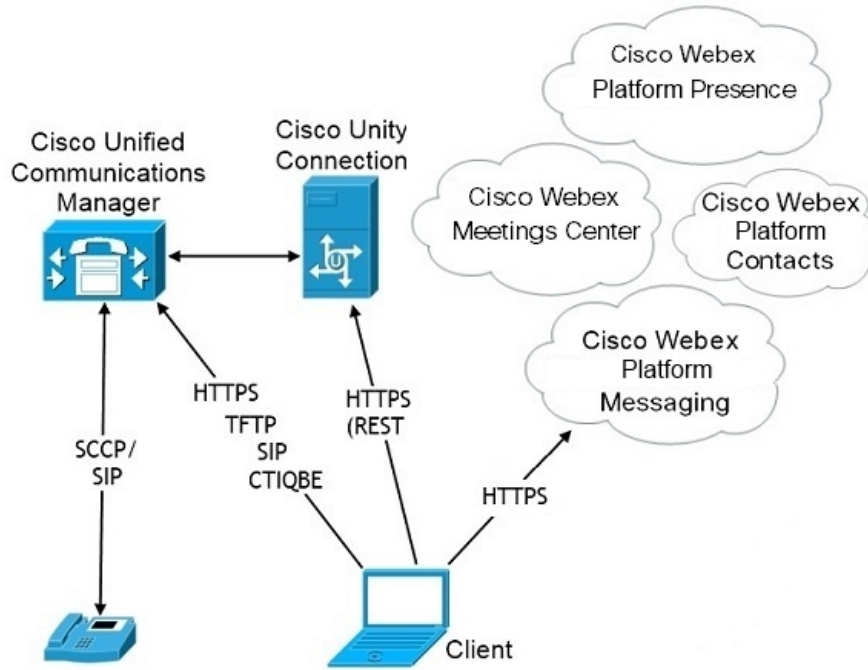 Cisco Webex
Platform Presence
Cisco Unified
Communications
Manager
Cisco Unity
Connection
Cisco Webex
Meetings Center
Cisco Webex
Platform
Contacts
U
Cisco Webex
Platform
Messaging
HTTPS
TFTP
SIP
CTIQBE
HTTPS
(REST
SCCP/
SIP
HTTPS
Client